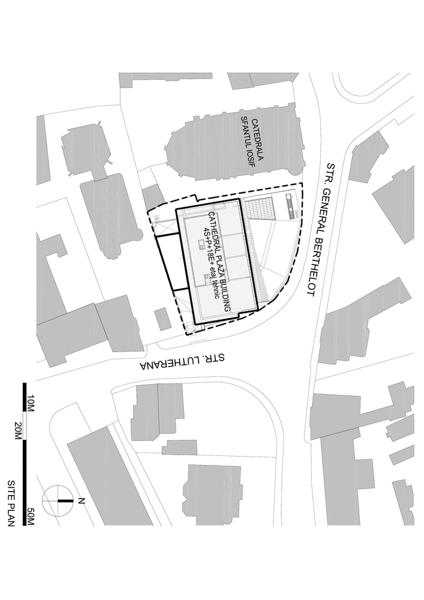 CATEDRALA
SFANTUL IOSIF
STR. GENERAL BERTHELOT
CATHEDRAL PLAZA BUILDING
4S+P+18E+ etaj tehnic
STR. LUTHERANA
10M
20M
50M
N
SITE PLAN